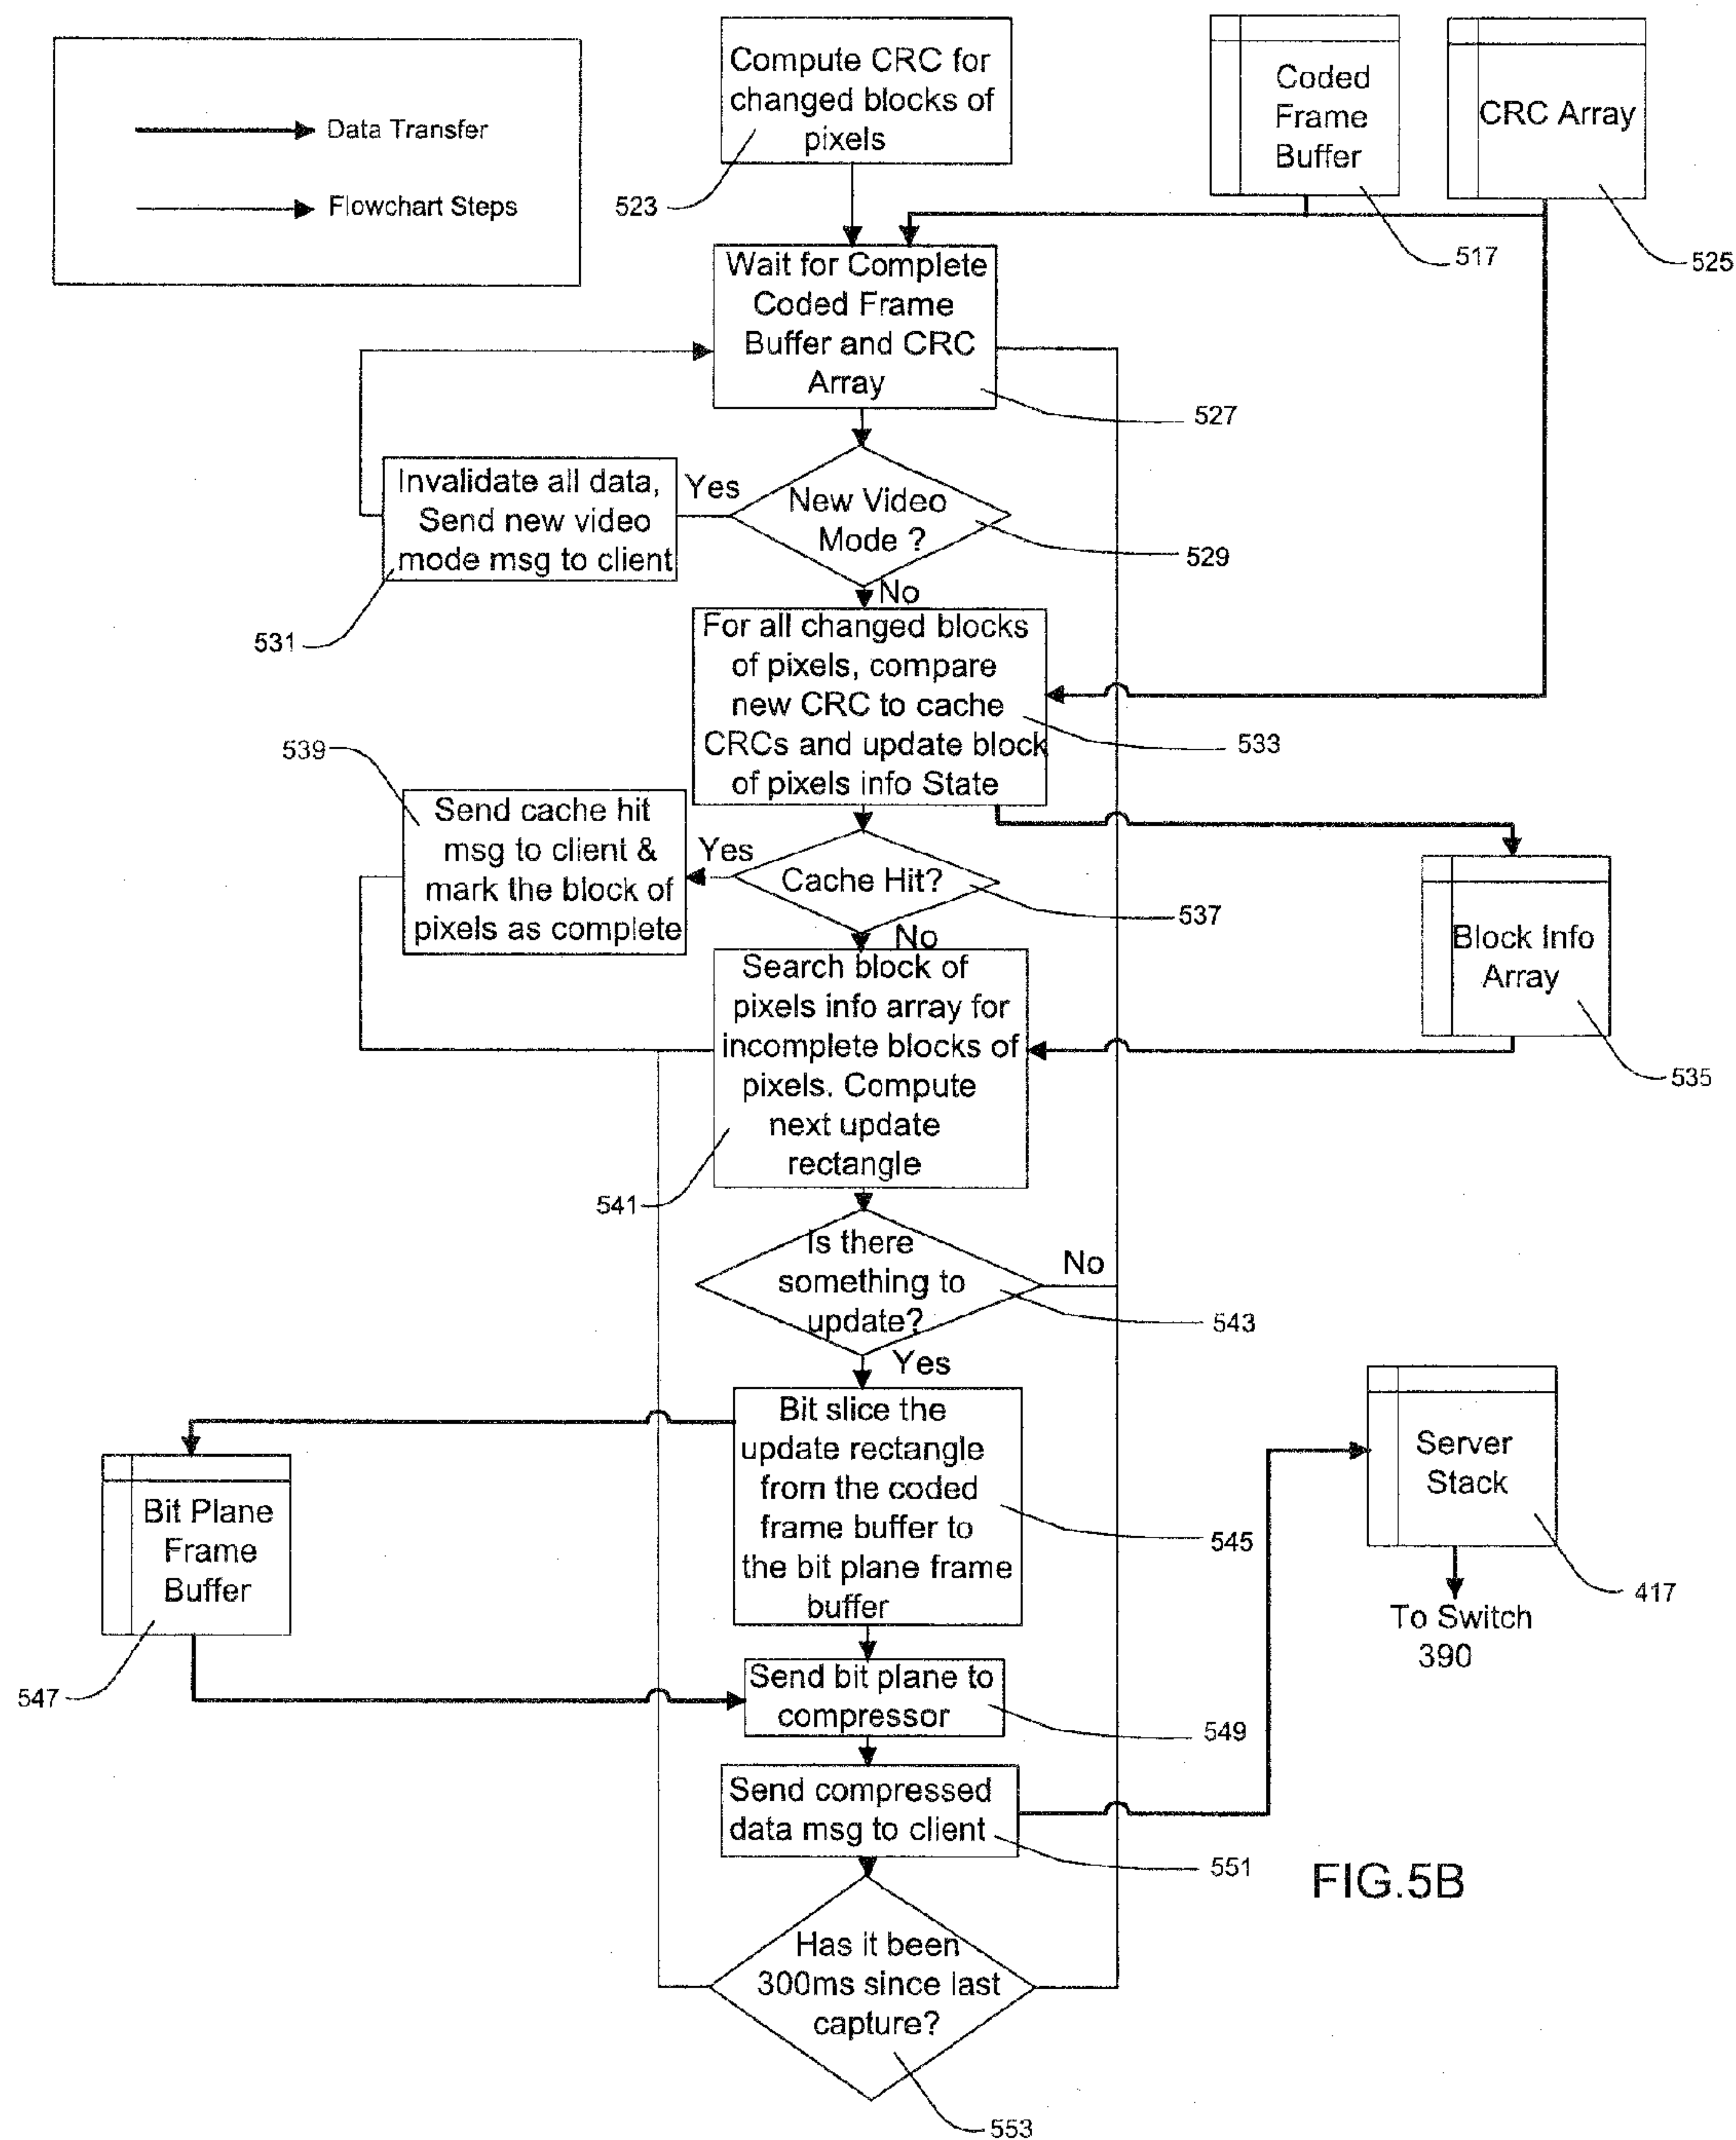 Data Transfer
Flowchart Steps
Compute CRC for
changed blocks of
pixels
523
Coded
Frame
Buffer
517
CRC Array
525
Wait for Complete
Coded Frame
Buffer and CRC
Array
527
Invalidate all data,
Send new video
mode msg to client
531
Yes
New Video
Mode ?
529
No
For all changed blocks
of pixels, compare
new CRC to cache
CRCs and update block
of pixels info State
533
539
Send cache hit
msg to client &
mark the block of
pixels as complete
Yes
Cache Hit?
537
No
Block Info
Array
535
Search block of
pixels info array for
incomplete blocks of
pixels. Compute
next update
rectangle
541
Is there
something to
update?
No
543
Yes
Bit slice the
update rectangle
from the coded
frame buffer to
the bit plane frame
buffer
545
Server
Stack
417
To Switch
390
Bit Plane
Frame
Buffer
547
Send bit plane to
compressor
549
Send compressed
data msg to client
551
FIG.5B
Has it been
300ms since last
capture?
553